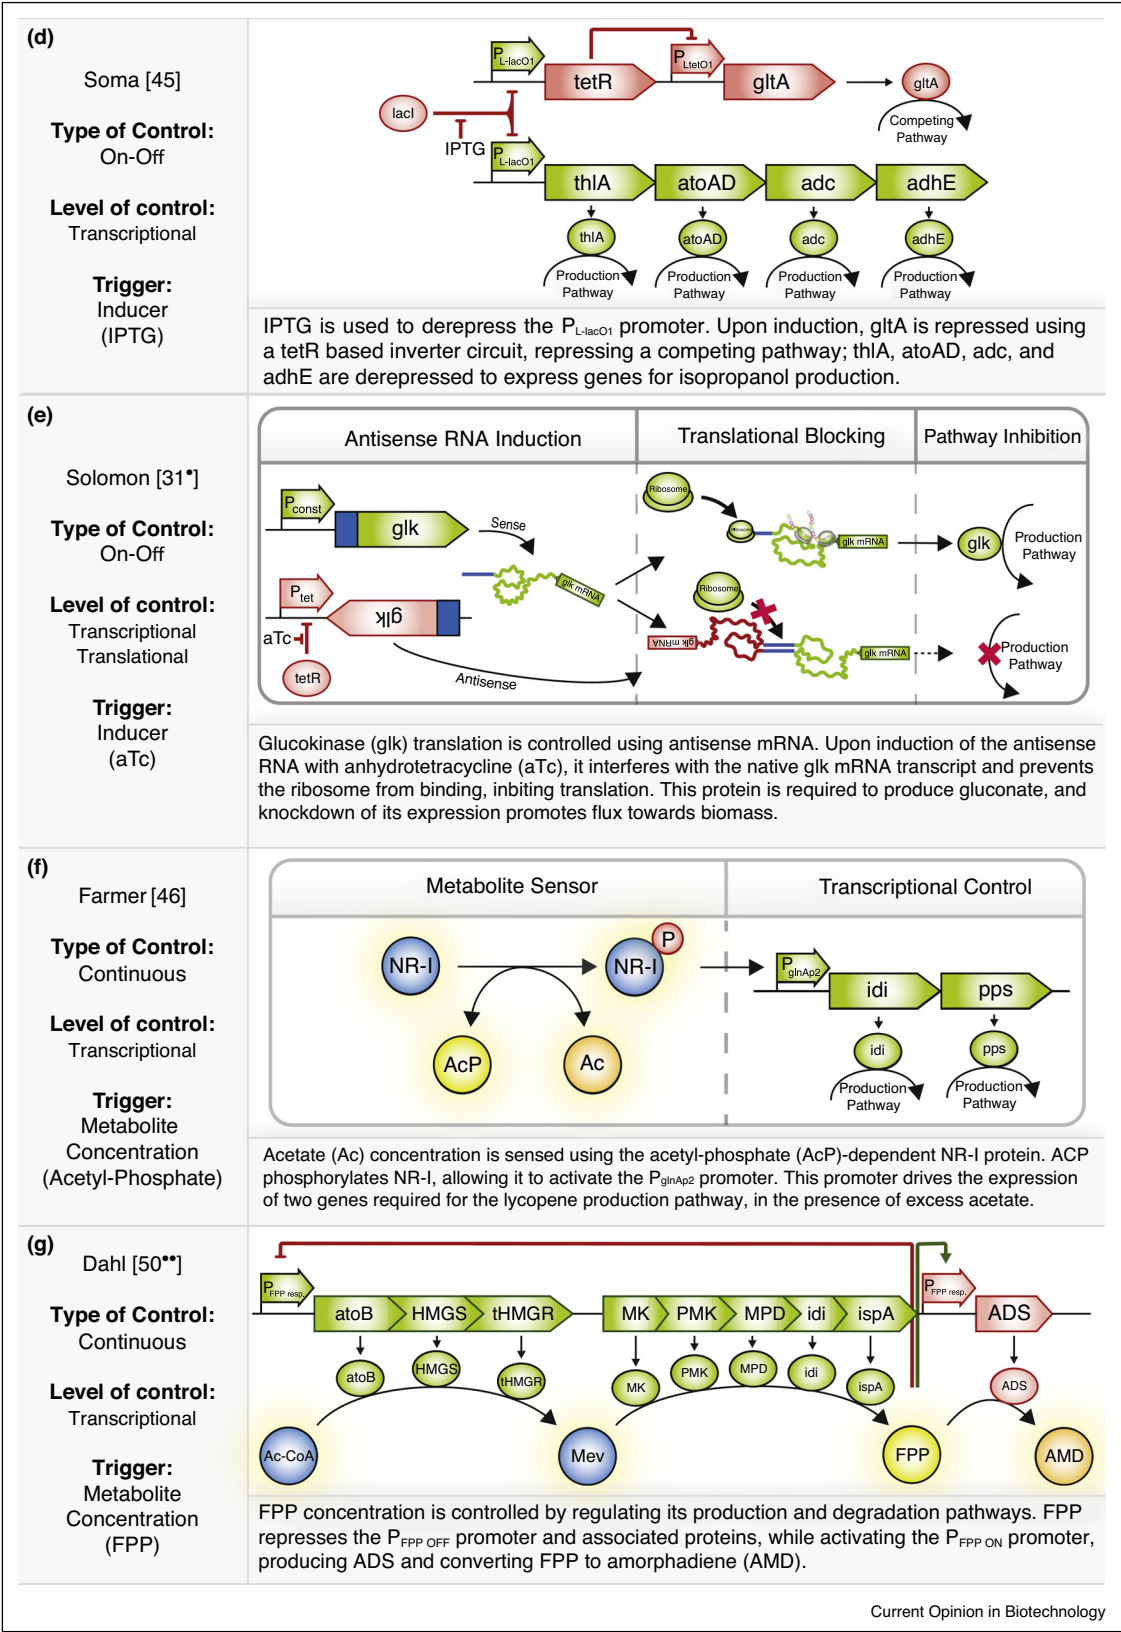 (d)
Soma [45]
Type of Control:
On-Off
Level of control:
Transcriptional
Trigger:
Inducer
(IPTG)
P L-lacO1
tetR
P LtetO1
gltA
gltA
Competing
Pathway
lacI
IPTG
P L-lacO1
thlA
atoAD
adc
adhE
thlA
atoAD
adc
adhE
Production
Pathway
Production
Pathway
Production
Pathway
Production
Pathway
IPTG is used to derepress the P L-lacO1 promoter. Upon induction, gltA is repressed using
a tetR based inverter circuit, repressing a competing pathway; thlA, atoAD, adc, and
adhE are derepressed to express genes for isopropanol production.
(e)
Solomon [31•]
Type of Control:
On-Off
Level of control:
Transcriptional
Translational
Trigger:
Inducer
(aTc)
Antisense RNA Induction
Translational Blocking
Pathway Inhibition
P const
glk
Sense
glk mRNA
P tet
glk
aTc
tetR
Antisense
Ribosome
Ribosome
glk mRNA
glk
Production
Pathway
Ribosome
glk mRNA
glk mRNA
Production
Pathway
Glucokinase (glk) translation is controlled using antisense mRNA. Upon induction of the antisense
RNA with anhydrotetracycline (aTc), it interferes with the native glk mRNA transcript and prevents
the ribosome from binding, inbiting translation. This protein is required to produce gluconate, and
knockdown of its expression promotes flux towards biomass.
(f)
Farmer [46]
Type of Control:
Continuous
Level of control:
Transcriptional
Trigger:
Metabolite
Concentration
(Acetyl-Phosphate)
Metabolite Sensor
Transcriptional Control
NR-I
NR-I
P
AcP
Ac
P glnAp2
idi
pps
idi
pps
Production
Pathway
Production
Pathway
Acetate (Ac) concentration is sensed using the acetyl-phosphate (AcP)-dependent NR-I protein. ACP
phosphorylates NR-I, allowing it to activate the P glnAp2 promoter. This promoter drives the expression
of two genes required for the lycopene production pathway, in the presence of excess acetate.
(g)
Dahl [50••]
Type of Control:
Continuous
Level of control:
Transcriptional
Trigger:
Metabolite
Concentration
(FPP)
P FPP resp.
atoB
HMGS
tHMGR
MK
PMK
MPD
idi
ispA
P FPP resp.
ADS
atoB
HMGS
tHMGR
MK
PMK
MPD
idi
ispA
ADS
Ac-CoA
Mev
FPP
AMD
FPP concentration is controlled by regulating its production and degradation pathways. FPP
represses the P FPP OFF promoter and associated proteins, while activating the P FPP ON promoter,
producing ADS and converting FPP to amorphadiene (AMD).
Current Opinion in Biotechnology